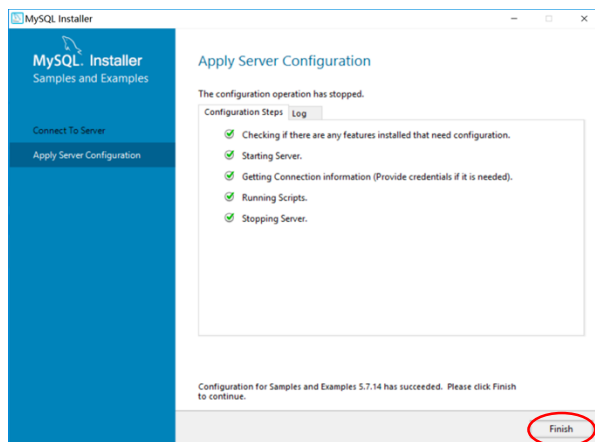 MySQL Installer
MySQL. Installer
Samples and Examples
Connect To Server
Apply Server Configuration
Apply Server Configuration
The configuration operation has stopped.
Configuration Steps Log
Checking if there are any features installed that need configuration.
Starting Server.
Getting Connection information (Provide credentials if it is needed).
Running Scripts.
Stopping Server.
Configuration for Samples and Examples 5.7.14 has succeeded. Please click Finish
to continue.
Finish